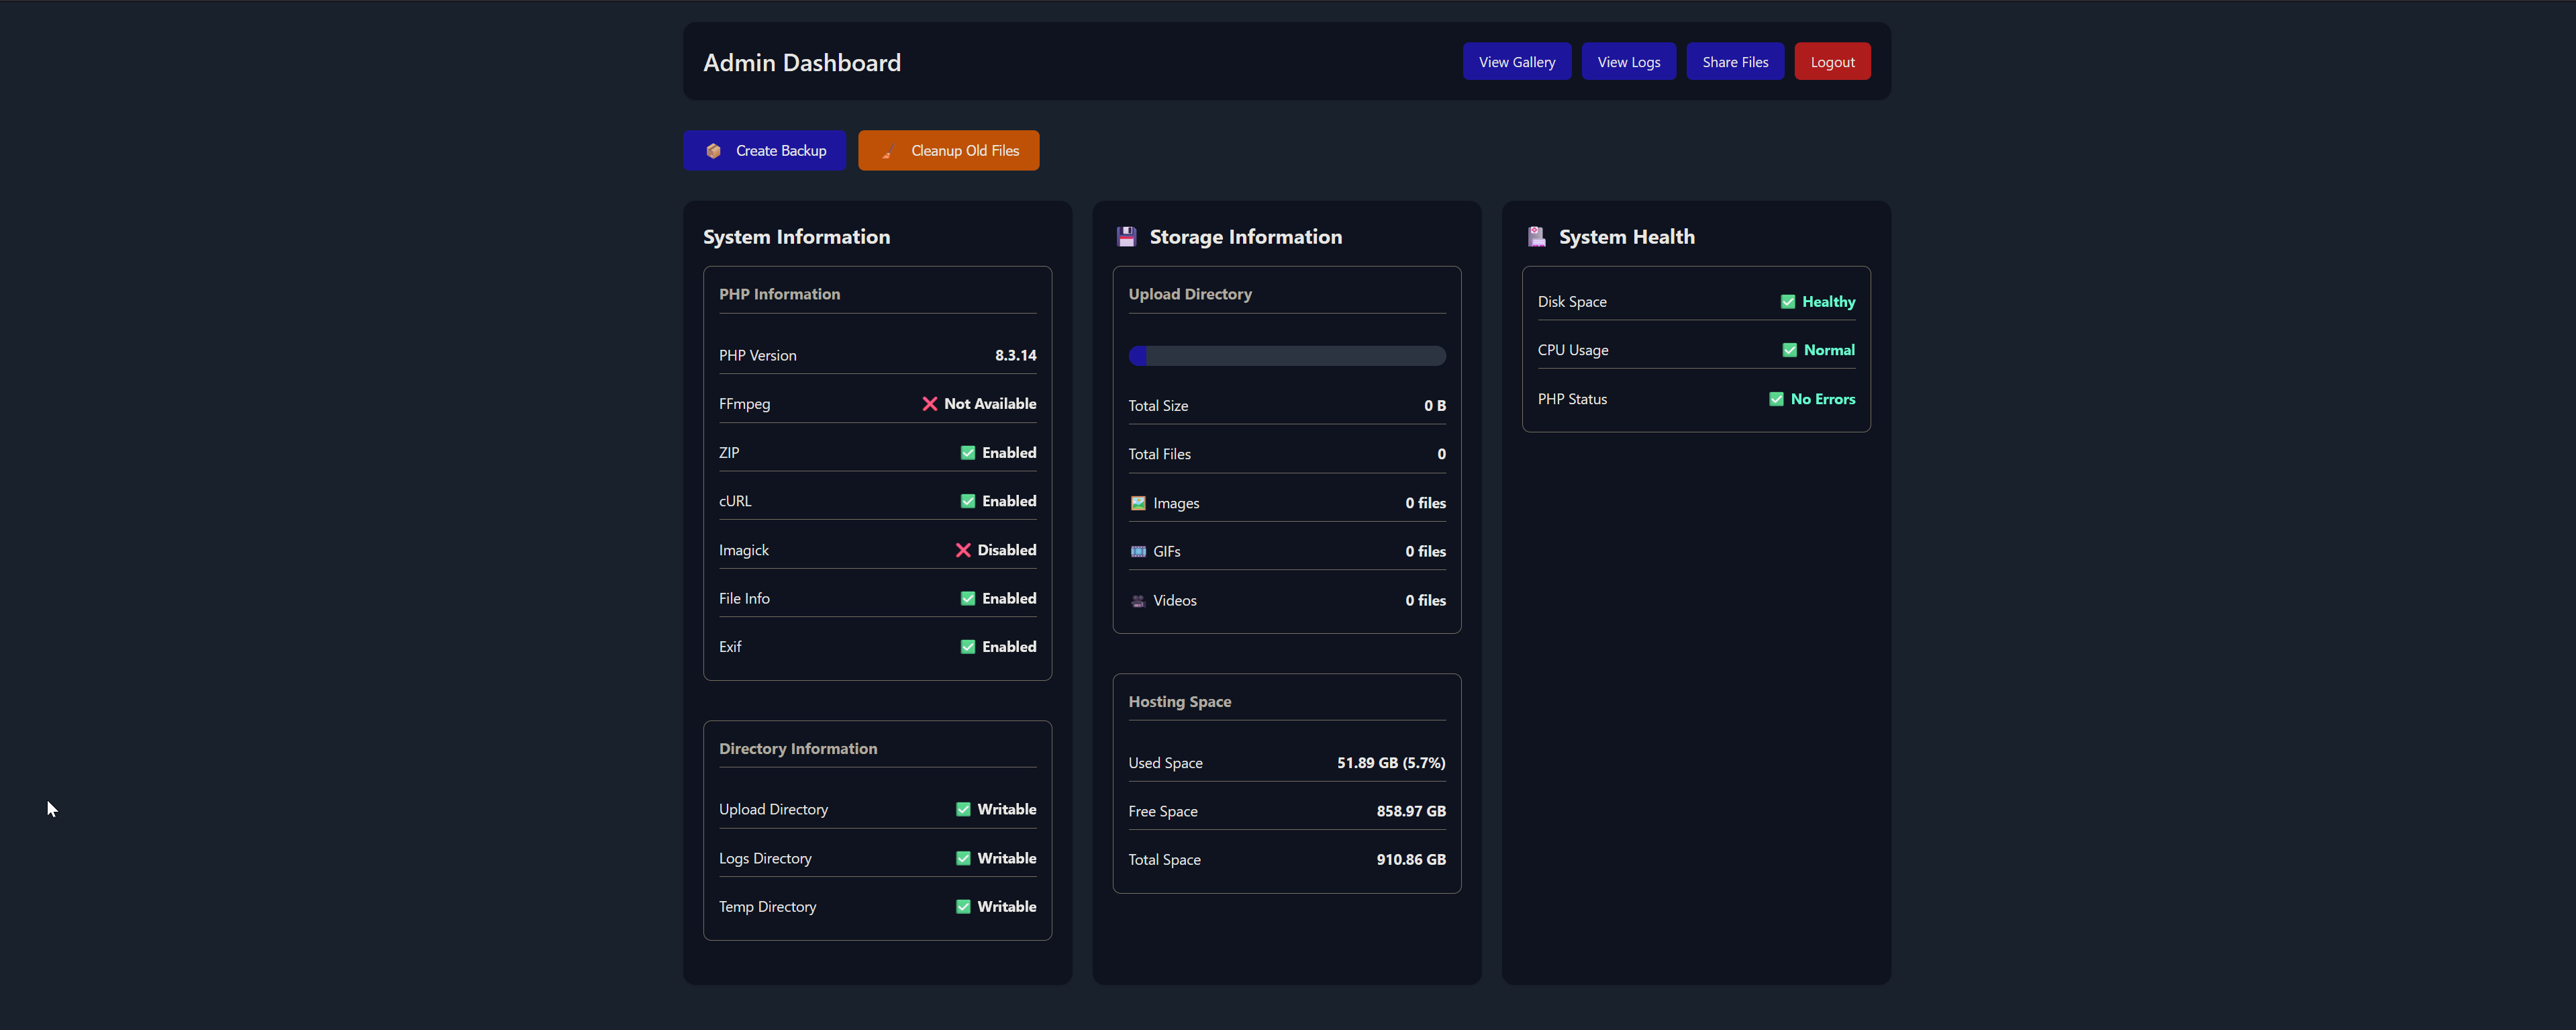 Admin Dashboard
View Gallery
View Logs
Share Files
Logout
Create Backup
Cleanup Old Files
System Information
PHP Information
PHP Version 8.3.14
FFmpeg ❌ Not Available
ZIP ✅ Enabled
cURL ✅ Enabled
Imagick ❌ Disabled
File Info ✅ Enabled
Exif ✅ Enabled
Directory Information
Upload Directory ✅ Writable
Logs Directory ✅ Writable
Temp Directory ✅ Writable
Storage Information
Upload Directory
Total Size 0 B
Total Files 0
Images 0 files
GIFs 0 files
Videos 0 files
Hosting Space
Used Space 51.89 GB (5.7%)
Free Space 858.97 GB
Total Space 910.86 GB
System Health
Disk Space ✅ Healthy
CPU Usage ✅ Normal
PHP Status ✅ No Errors